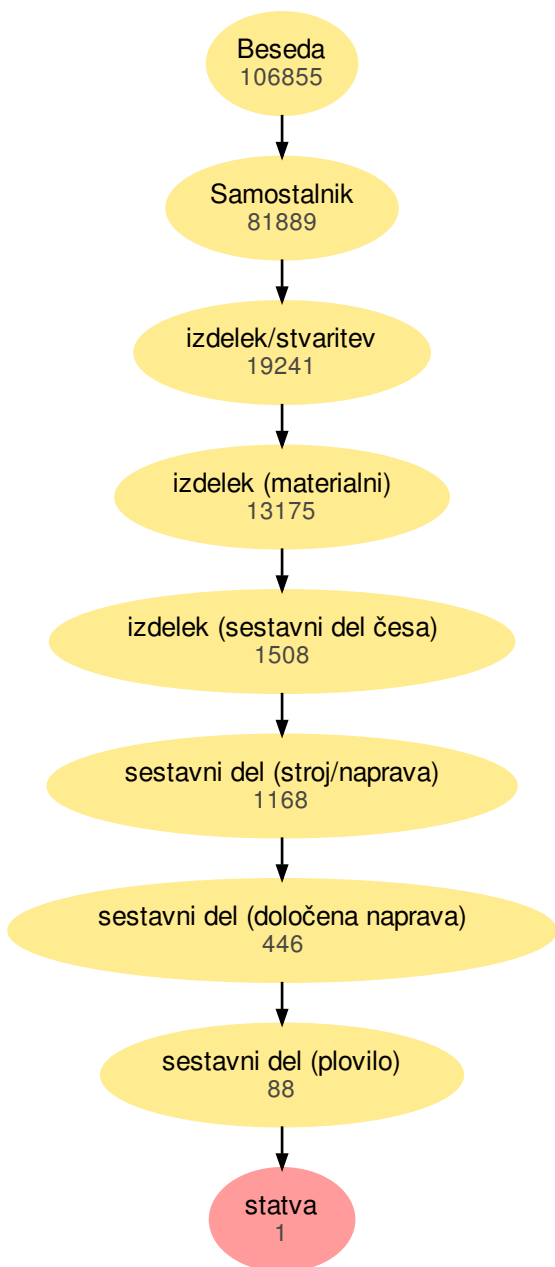 Beseda
106855
Samostalnik
81889
izdelek/stvaritev
19241
izdelek (materialni)
13175
izdelek (sestavni del česa)
1508
sestavni del (stroj/naprava)
1168
sestavni del (določena naprava)
446
sestavni del (plovilo)
88
statva
1